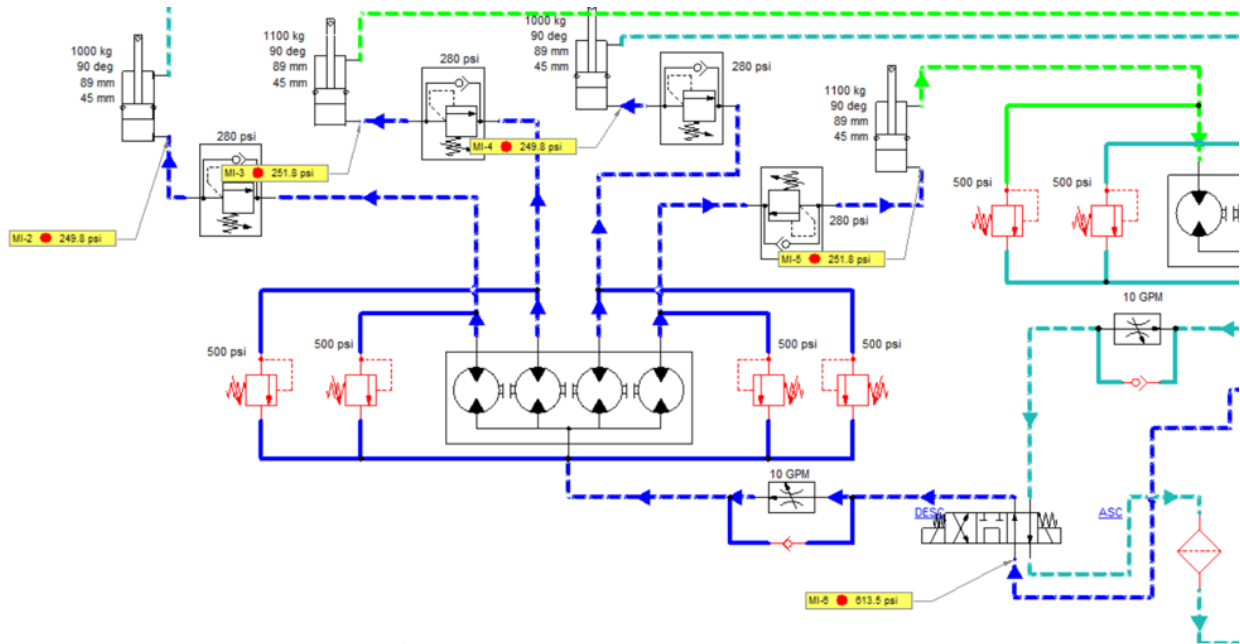 1000 kg
90 deg
89 mm
45 mm
1100 kg
90 deg
89 mm
45 mm
280 psi
1000 kg
90 deg
89 mm
45 mm
280 psi
1100 kg
90 deg
89 mm
45 mm
280 psi
MI-3 251.8 psi
MI-4 249.8 psi
500 psi
500 psi
280 psi
MI-2 249.8 psi
MI-5 251.8 psi
10 GPM
500 psi
500 psi
500 psi
500 psi
10 GPM
DESC
ASC
MI-6 613.5 psi